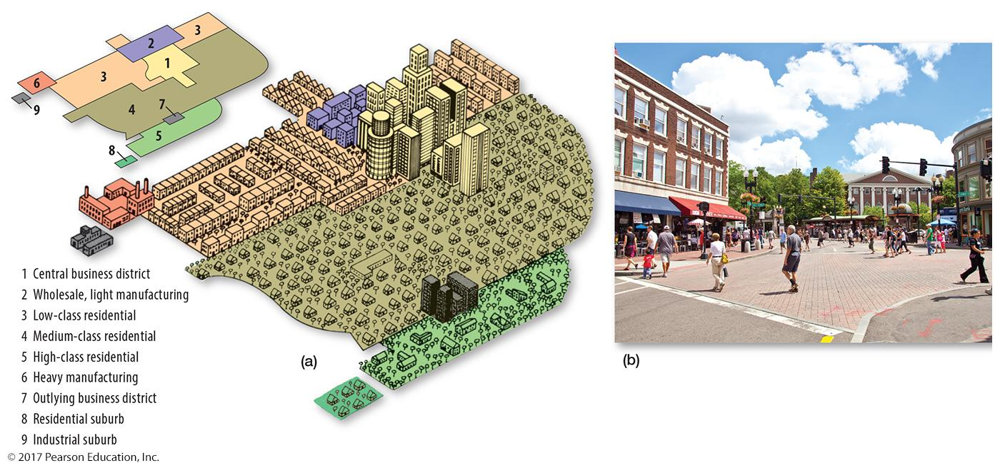 3
2
1
3
6
9
4
7
5
8
1 Central business district
2 Wholesale, light manufacturing
3 Low-class residential
4 Medium-class residential
5 High-class residential
6 Heavy manufacturing
7 Outlying business district
8 Residential suburb
9 Industrial suburb
(a)
(b)
© 2017 Pearson Education, Inc.